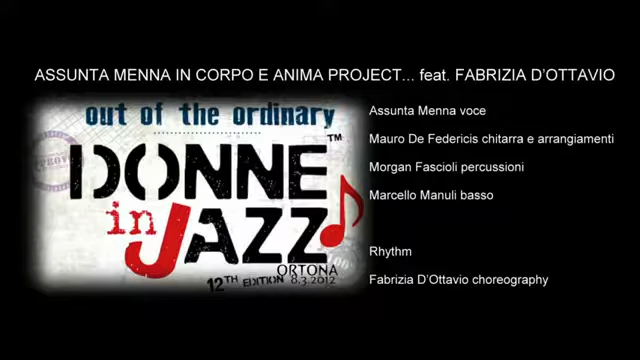 ASSUNTA MENNA IN CORPO E ANIMA PROJECT... feat. FABRIZIA D'OTTAVIO
out of the ordinary
DONNE™
in JAZZ
ORTONA
12TH EDITION 8.3.2012
Assunta Menna voce
Mauro De Federicis chitarra e arrangiamenti
Morgan Fascioli percussioni
Marcello Manuli basso
Rhythm
Fabrizia D'Ottavio choreography